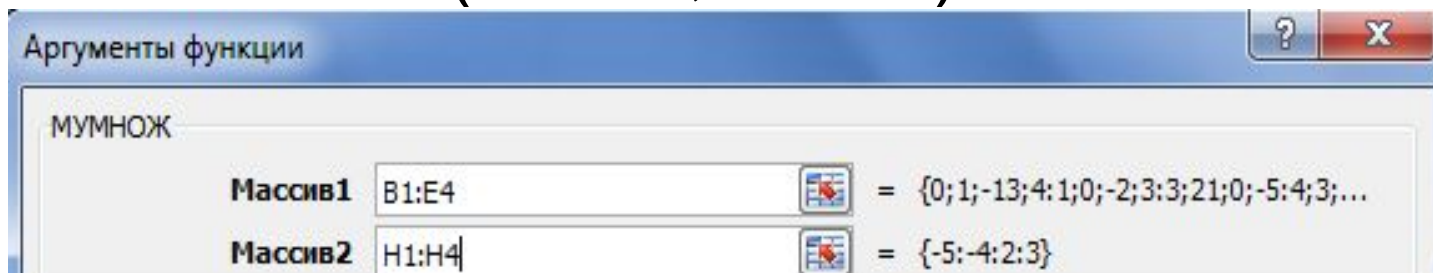 Аргументы функции
МУМНОЖ
Массив1 B1:E4 = {0;1;-13;4:1;0;-2;3:3;21;0;-5:4;3;...
Массив2 H1:H4 = {-5:-4:2:3}